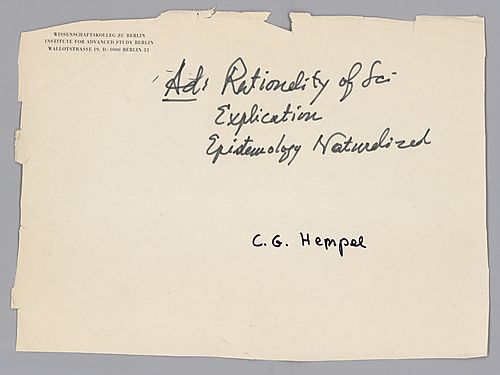 WISSENSCHAFTSKOLLEG ZU BERLIN
INSTITUTE FOR ADVANCED STUDY BERLIN
WALLOTSTRASSE 19, D-1000 BERLIN 33
Ad: Rationality of Sci
Explication
Epistemology Naturalized
C. G. Hempel